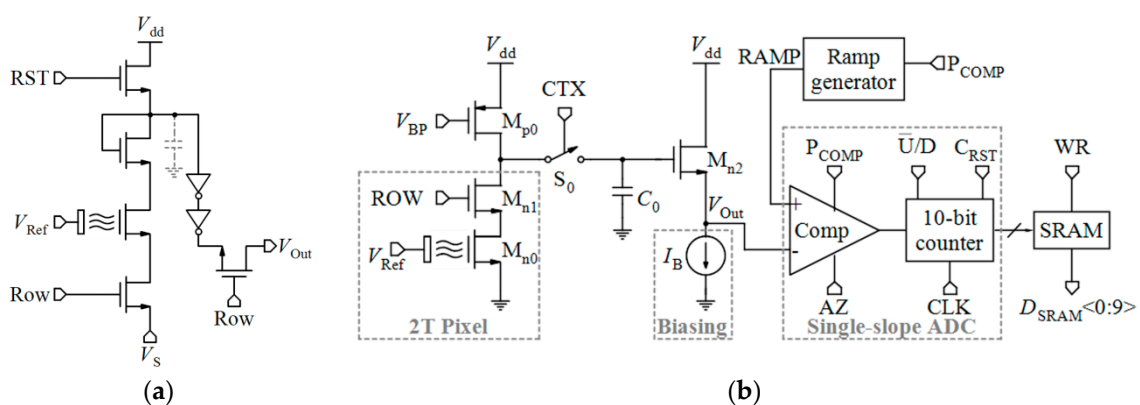 V_dd
RST
V_Ref
V_Out
Row
Row
V_S
(a)
V_dd
V_BP
M_p0
CTX
S_0
C_0
ROW
M_n1
V_Ref
M_n0
2T Pixel
V_dd
M_n2
V_Out
I_B
Biasing
RAMP
Ramp
generator
P_COMP
P_COMP
U̅/D
C_RST
+
Comp
-
10-bit
counter
AZ
CLK
Single-slope ADC
WR
SRAM
D_SRAM<0:9>
(b)